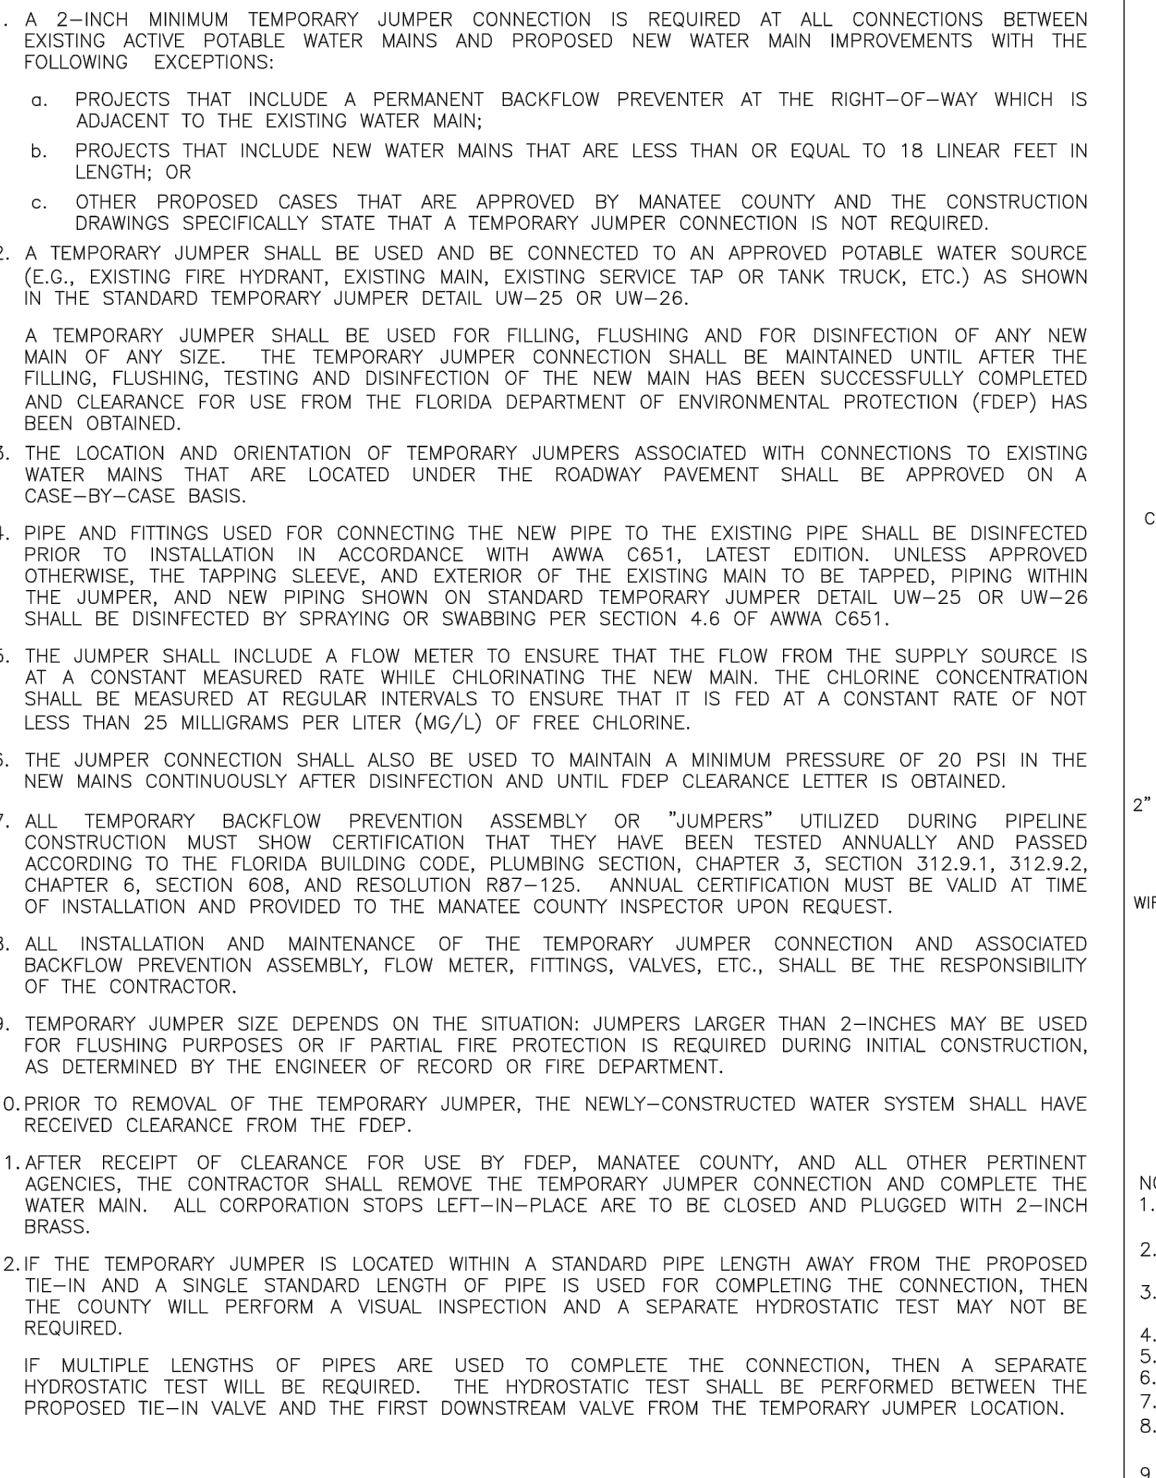 . A 2–INCH MINIMUM TEMPORARY JUMPER CONNECTION IS REQUIRED AT ALL CONNECTIONS BETWEEN
EXISTING ACTIVE POTABLE WATER MAINS AND PROPOSED NEW WATER MAIN IMPROVEMENTS WITH THE
FOLLOWING EXCEPTIONS:
a. PROJECTS THAT INCLUDE A PERMANENT BACKFLOW PREVENTER AT THE RIGHT–OF–WAY WHICH IS
ADJACENT TO THE EXISTING WATER MAIN;
b. PROJECTS THAT INCLUDE NEW WATER MAINS THAT ARE LESS THAN OR EQUAL TO 18 LINEAR FEET IN
LENGTH; OR
c. OTHER PROPOSED CASES THAT ARE APPROVED BY MANATEE COUNTY AND THE CONSTRUCTION
DRAWINGS SPECIFICALLY STATE THAT A TEMPORARY JUMPER CONNECTION IS NOT REQUIRED.
2. A TEMPORARY JUMPER SHALL BE USED AND BE CONNECTED TO AN APPROVED POTABLE WATER SOURCE
(E.G., EXISTING FIRE HYDRANT, EXISTING MAIN, EXISTING SERVICE TAP OR TANK TRUCK, ETC.) AS SHOWN
IN THE STANDARD TEMPORARY JUMPER DETAIL UW–25 OR UW–26.
A TEMPORARY JUMPER SHALL BE USED FOR FILLING, FLUSHING AND FOR DISINFECTION OF ANY NEW
MAIN OF ANY SIZE. THE TEMPORARY JUMPER CONNECTION SHALL BE MAINTAINED UNTIL AFTER THE
FILLING, FLUSHING, TESTING AND DISINFECTION OF THE NEW MAIN HAS BEEN SUCCESSFULLY COMPLETED
AND CLEARANCE FOR USE FROM THE FLORIDA DEPARTMENT OF ENVIRONMENTAL PROTECTION (FDEP) HAS
BEEN OBTAINED.
3. THE LOCATION AND ORIENTATION OF TEMPORARY JUMPERS ASSOCIATED WITH CONNECTIONS TO EXISTING
WATER MAINS THAT ARE LOCATED UNDER THE ROADWAY PAVEMENT SHALL BE APPROVED ON A
CASE–BY–CASE BASIS.
4. PIPE AND FITTINGS USED FOR CONNECTING THE NEW PIPE TO THE EXISTING PIPE SHALL BE DISINFECTED
PRIOR TO INSTALLATION IN ACCORDANCE WITH AWWA C651, LATEST EDITION. UNLESS APPROVED
OTHERWISE, THE TAPPING SLEEVE, AND EXTERIOR OF THE EXISTING MAIN TO BE TAPPED, PIPING WITHIN
THE JUMPER, AND NEW PIPING SHOWN ON STANDARD TEMPORARY JUMPER DETAIL UW–25 OR UW–26
SHALL BE DISINFECTED BY SPRAYING OR SWABBING PER SECTION 4.6 OF AWWA C651.
5. THE JUMPER SHALL INCLUDE A FLOW METER TO ENSURE THAT THE FLOW FROM THE SUPPLY SOURCE IS
AT A CONSTANT MEASURED RATE WHILE CHLORINATING THE NEW MAIN. THE CHLORINE CONCENTRATION
SHALL BE MEASURED AT REGULAR INTERVALS TO ENSURE THAT IT IS FED AT A CONSTANT RATE OF NOT
LESS THAN 25 MILLIGRAMS PER LITER (MG/L) OF FREE CHLORINE.
6. THE JUMPER CONNECTION SHALL ALSO BE USED TO MAINTAIN A MINIMUM PRESSURE OF 20 PSI IN THE
NEW MAINS CONTINUOUSLY AFTER DISINFECTION AND UNTIL FDEP CLEARANCE LETTER IS OBTAINED.
7. ALL TEMPORARY BACKFLOW PREVENTION ASSEMBLY OR "JUMPERS" UTILIZED DURING PIPELINE
CONSTRUCTION MUST SHOW CERTIFICATION THAT THEY HAVE BEEN TESTED ANNUALLY AND PASSED
ACCORDING TO THE FLORIDA BUILDING CODE, PLUMBING SECTION, CHAPTER 3, SECTION 312.9.1, 312.9.2,
CHAPTER 6, SECTION 608, AND RESOLUTION R87–125. ANNUAL CERTIFICATION MUST BE VALID AT TIME
OF INSTALLATION AND PROVIDED TO THE MANATEE COUNTY INSPECTOR UPON REQUEST.
8. ALL INSTALLATION AND MAINTENANCE OF THE TEMPORARY JUMPER CONNECTION AND ASSOCIATED
BACKFLOW PREVENTION ASSEMBLY, FLOW METER, FITTINGS, VALVES, ETC., SHALL BE THE RESPONSIBILITY
OF THE CONTRACTOR.
9. TEMPORARY JUMPER SIZE DEPENDS ON THE SITUATION: JUMPERS LARGER THAN 2–INCHES MAY BE USED
FOR FLUSHING PURPOSES OR IF PARTIAL FIRE PROTECTION IS REQUIRED DURING INITIAL CONSTRUCTION,
AS DETERMINED BY THE ENGINEER OF RECORD OR FIRE DEPARTMENT.
0. PRIOR TO REMOVAL OF THE TEMPORARY JUMPER, THE NEWLY–CONSTRUCTED WATER SYSTEM SHALL HAVE
RECEIVED CLEARANCE FROM THE FDEP.
1. AFTER RECEIPT OF CLEARANCE FOR USE BY FDEP, MANATEE COUNTY, AND ALL OTHER PERTINENT
AGENCIES, THE CONTRACTOR SHALL REMOVE THE TEMPORARY JUMPER CONNECTION AND COMPLETE THE
WATER MAIN. ALL CORPORATION STOPS LEFT–IN–PLACE ARE TO BE CLOSED AND PLUGGED WITH 2–INCH
BRASS.
2. IF THE TEMPORARY JUMPER IS LOCATED WITHIN A STANDARD PIPE LENGTH AWAY FROM THE PROPOSED
TIE–IN AND A SINGLE STANDARD LENGTH OF PIPE IS USED FOR COMPLETING THE CONNECTION, THEN
THE COUNTY WILL PERFORM A VISUAL INSPECTION AND A SEPARATE HYDROSTATIC TEST MAY NOT BE
REQUIRED.
IF MULTIPLE LENGTHS OF PIPES ARE USED TO COMPLETE THE CONNECTION, THEN A SEPARATE
HYDROSTATIC TEST WILL BE REQUIRED. THE HYDROSTATIC TEST SHALL BE PERFORMED BETWEEN THE
PROPOSED TIE–IN VALVE AND THE FIRST DOWNSTREAM VALVE FROM THE TEMPORARY JUMPER LOCATION.
C
2"
1.
2.
3.
4.
5.
6.
7.
8.